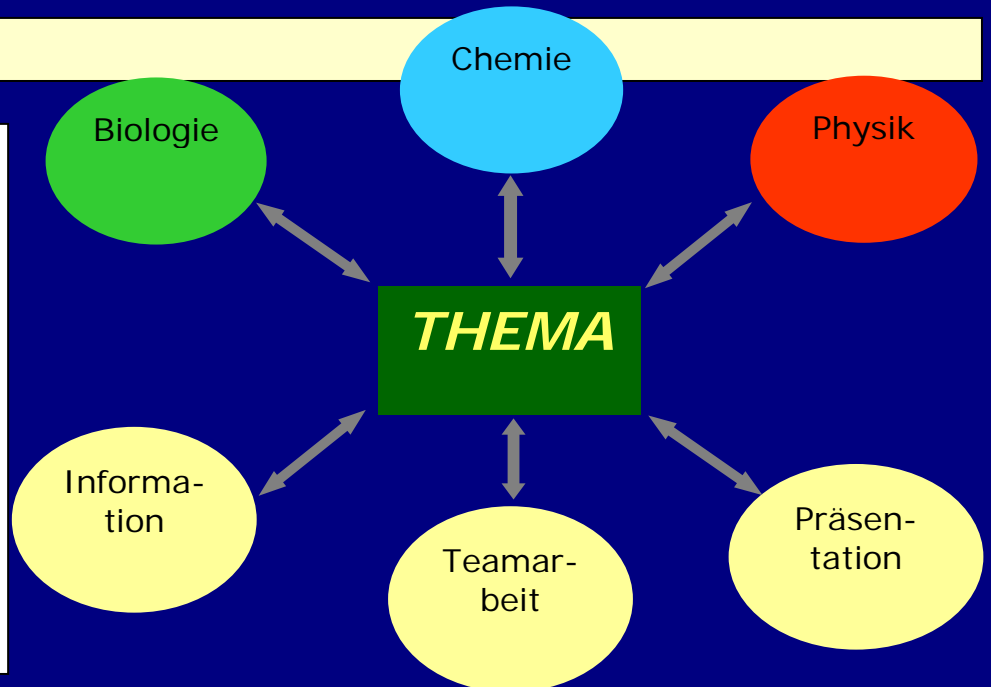 Chemie
Biologie
Physik
THEMA
Informa-
tion
Teamar-
beit
Präsen-
tation